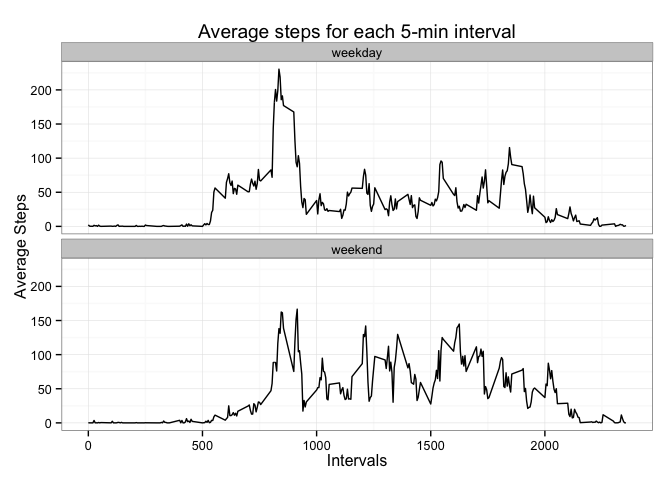 Average steps for each 5-min interval
weekday
200
150
100
50
0
Average Steps
weekend
200
150
100
50
0
0 500 1000 1500 2000
Intervals